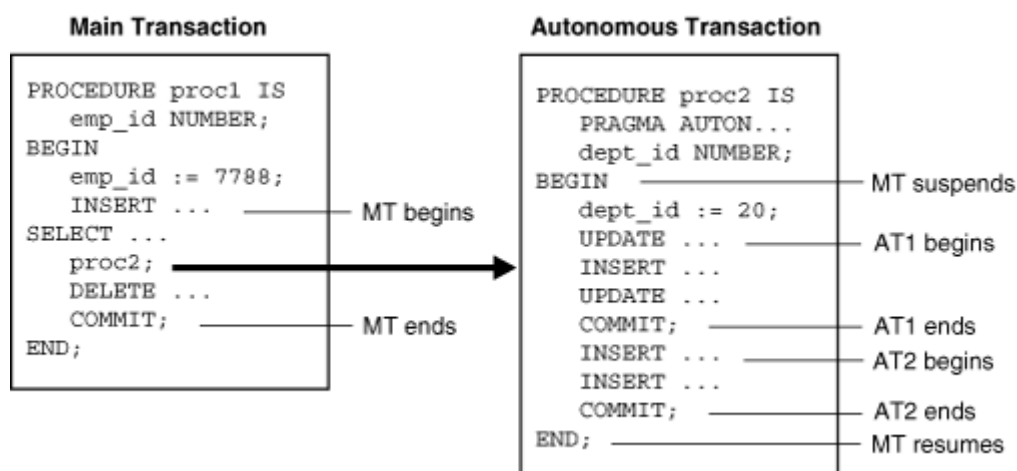 Main Transaction
PROCEDURE proc1 IS
emp_id NUMBER;
BEGIN
emp_id := 7788;
INSERT ...
MT begins
SELECT ...
proc2;
DELETE ...
COMMIT;
MT ends
END;
Autonomous Transaction
PROCEDURE proc2 IS
PRAGMA AUTON...
dept_id NUMBER;
BEGIN
MT suspends
dept_id := 20;
UPDATE ...
AT1 begins
INSERT ...
UPDATE ...
COMMIT;
AT1 ends
INSERT ...
AT2 begins
INSERT ...
COMMIT;
AT2 ends
END;
MT resumes